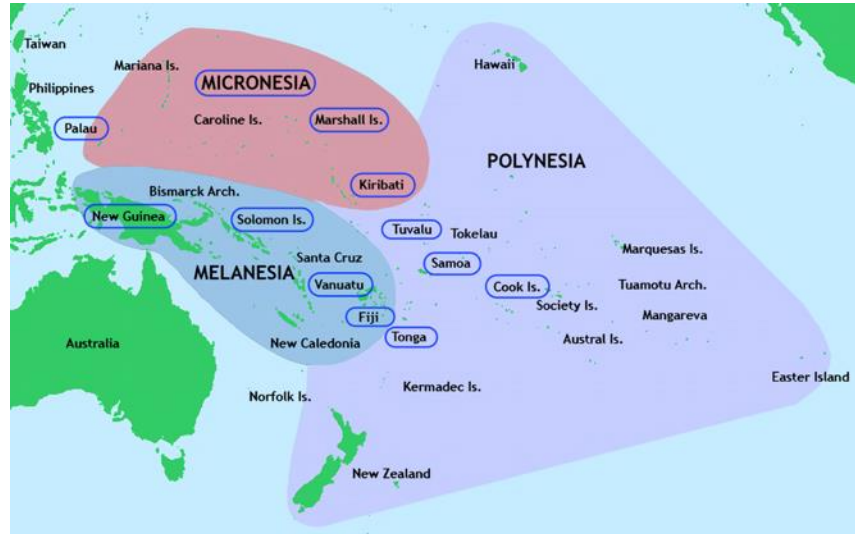 Taiwan
Hawaii
Mariana Is.
MICRONESIA
Philippines
Caroline Is.
Marshall Is.
Palau
POLYNESIA
Kiribati
Bismarck Arch.
New Guinea
Solomon Is.
Tuvalu
Tokelau
Marquesas Is.
Santa Cruz
Samoa
MELANESIA
Vanuatu
Cook Is.
Tuamotu Arch.
Society Is.
Fiji
Mangareva
Tonga
Austral Is.
Australia
New Caledonia
Easter Island
Kermadec Is.
Norfolk Is.
New Zealand